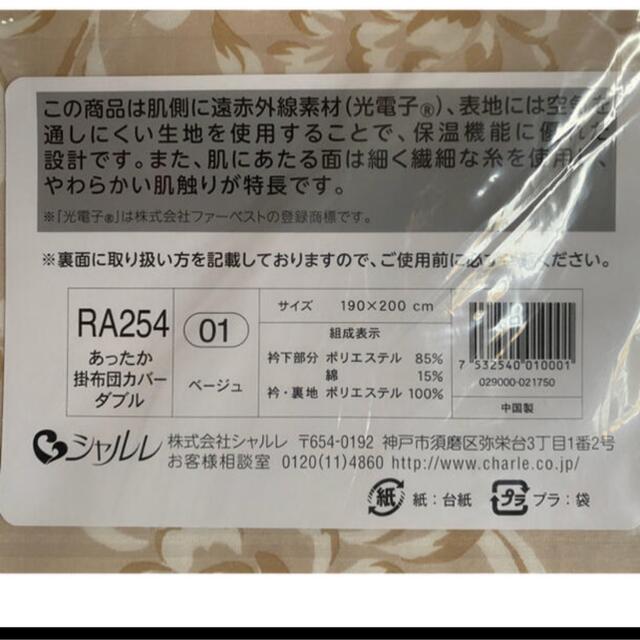 この商品は肌側に遠赤外線素材(光電子®)、表地には空気を
通しにくい生地を使用することで、保温機能に優れた
設計です。また、肌にあたる面は細く繊細な糸を使用し、
やわらかい肌触りが特長です。
※「光電子®」は株式会社ファーベストの登録商標です。
※裏面に取り扱い方を記載しておりますので、ご使用前に必ずご覧ください。
RA254
あったか
掛布団カバー
ダブル
01
ベージュ
サイズ 190×200 cm
組成表示
衿下部分 ポリエステル 85%
綿 15%
衿・裏地 ポリエステル 100%
7 532540 010001
029000-021750
中国製
シャルレ 株式会社シャルレ 〒654-0192 神戸市須磨区弥栄台3丁目1番2号
お客様相談室 0120(11)4860 http://www.charle.co.jp/
紙 紙:台紙 プラ プラ:袋